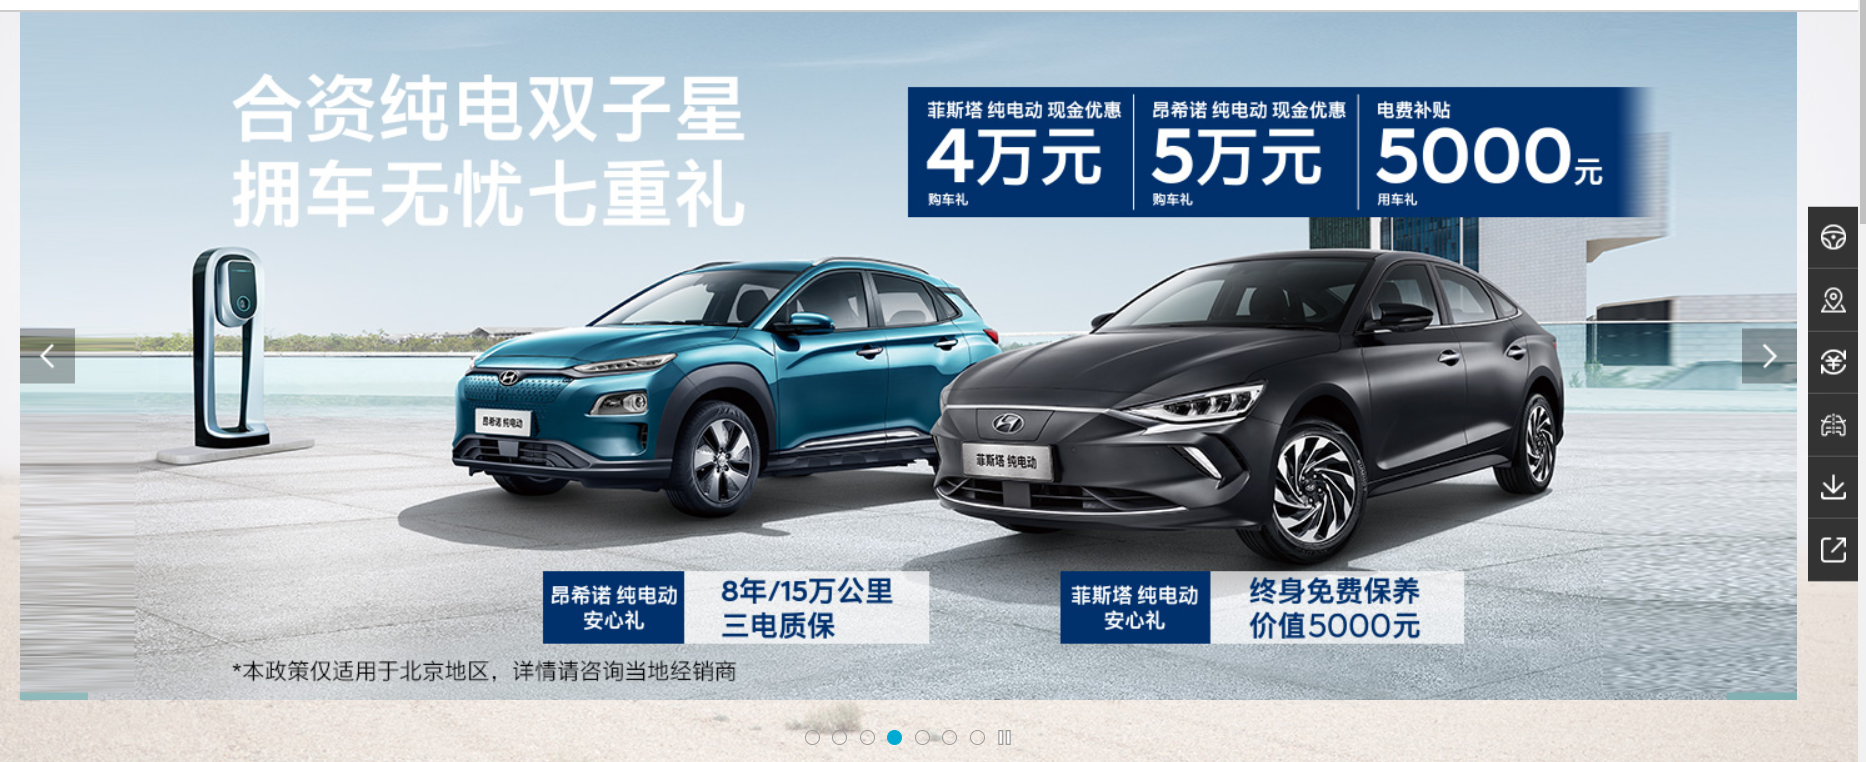 合资纯电双子星
拥车无忧七重礼
菲斯塔 纯电动 现金优惠
4万元
购车礼
昂希诺 纯电动 现金优惠
5万元
购车礼
电费补贴
5000元
用车礼
昂希诺 纯电动
菲斯塔 纯电动
昂希诺 纯电动
安心礼
8年/15万公里
三电质保
菲斯塔 纯电动
安心礼
终身免费保养
价值5000元
*本政策仅适用于北京地区，详情请咨询当地经销商